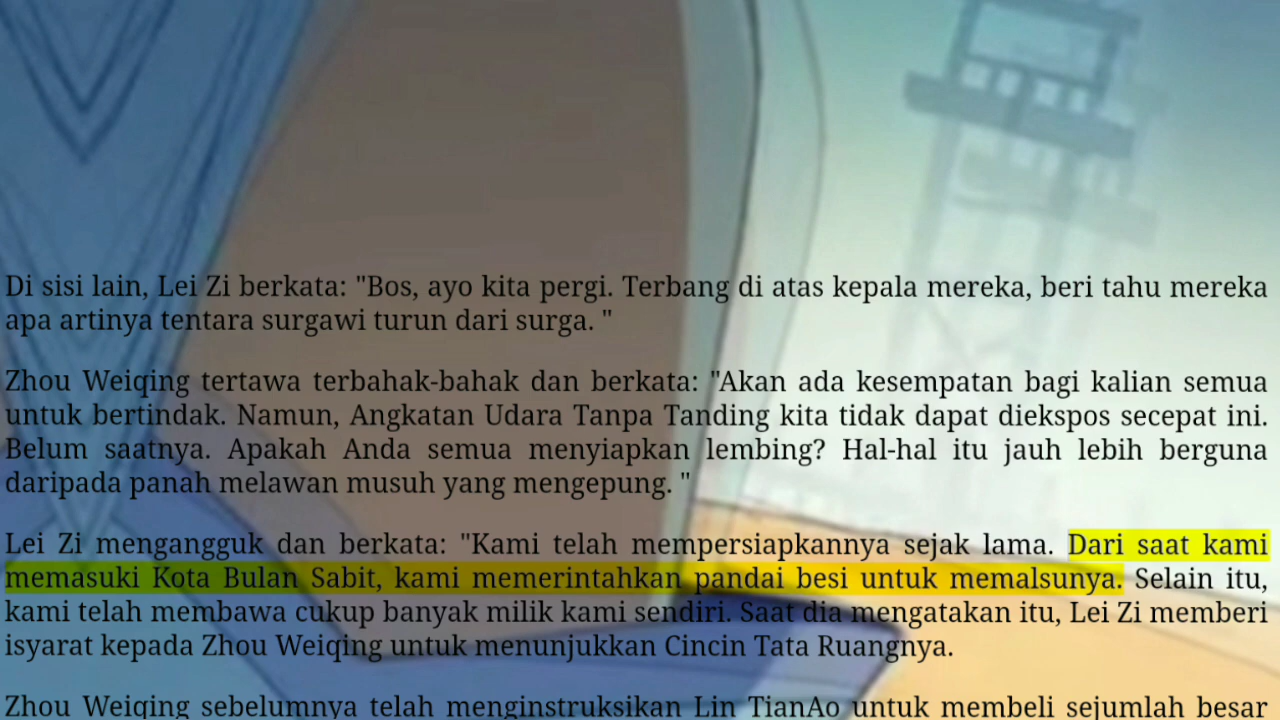 Di sisi lain, Lei Zi berkata: "Bos, ayo kita pergi. Terbang di atas kepala mereka, beri tahu mereka
apa artinya tentara surgawi turun dari surga. "
Zhou Weiqing tertawa terbahak-bahak dan berkata: "Akan ada kesempatan bagi kalian semua
untuk bertindak. Namun, Angkatan Udara Tanpa Tanding kita tidak dapat diekspos secepat ini.
Belum saatnya. Apakah Anda semua menyiapkan lembing? Hal-hal itu jauh lebih berguna
daripada panah melawan musuh yang mengepung. "
Lei Zi mengangguk dan berkata: "Kami telah mempersiapkannya sejak lama. Dari saat kami
memasuki Kota Bulan Sabit, kami memerintahkan pandai besi untuk memalsunya. Selain itu,
kami telah membawa cukup banyak milik kami sendiri. Saat dia mengatakan itu, Lei Zi memberi
isyarat kepada Zhou Weiqing untuk menunjukkan Cincin Tata Ruangnya.
Zhou Weiqing sebelumnya telah menginstruksikan Lin TianAo untuk membeli sejumlah besar